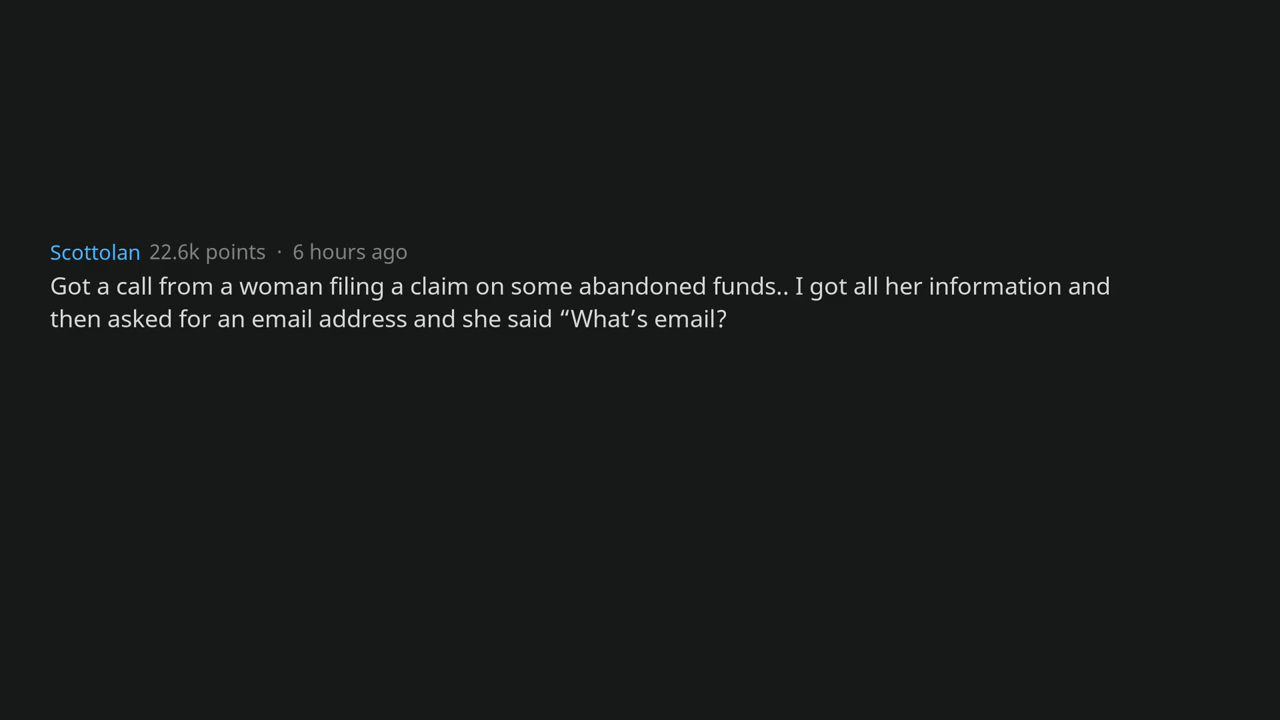 Scottolan 22.6k points · 6 hours ago
Got a call from a woman filing a claim on some abandoned funds.. I got all her information and
then asked for an email address and she said “What’s email?